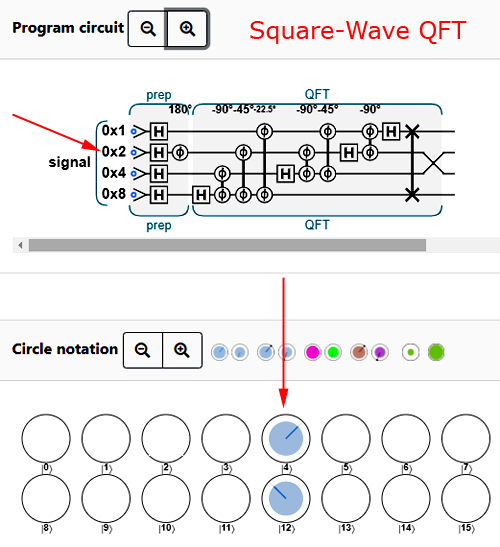 Program circuit
Square-Wave QFT
prep
QFT
180°
-90°-45°-22.5°
-90°-45°
-90°
signal
0x1
H
H
0x2
H
H
0x4
H
H
0x8
H
H
prep
QFT
Circle notation
|0⟩ |1⟩ |2⟩ |3⟩ |4⟩ |5⟩ |6⟩ |7⟩
|8⟩ |9⟩ |10⟩ |11⟩ |12⟩ |13⟩ |14⟩ |15⟩